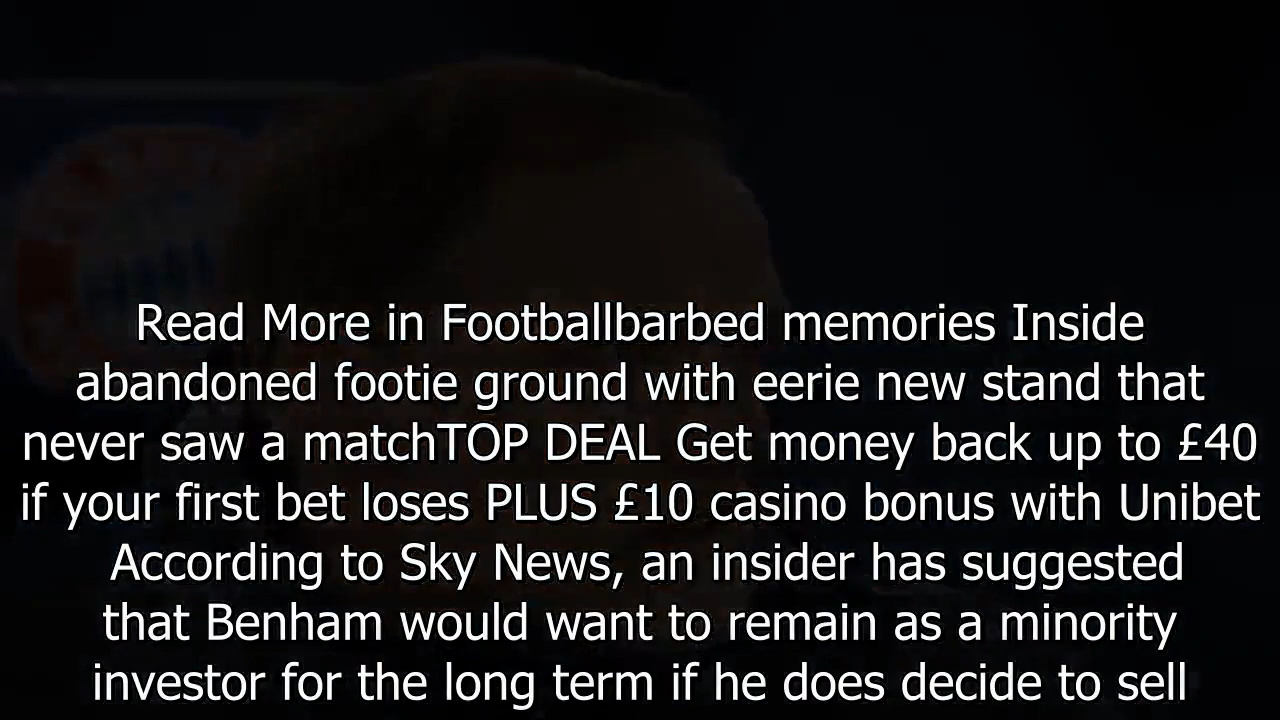 Read More in Footballbarbed memories Inside
abandoned footie ground with eerie new stand that
never saw a matchTOP DEAL Get money back up to £40
if your first bet loses PLUS £10 casino bonus with Unibet
According to Sky News, an insider has suggested
that Benham would want to remain as a minority
investor for the long term if he does decide to sell